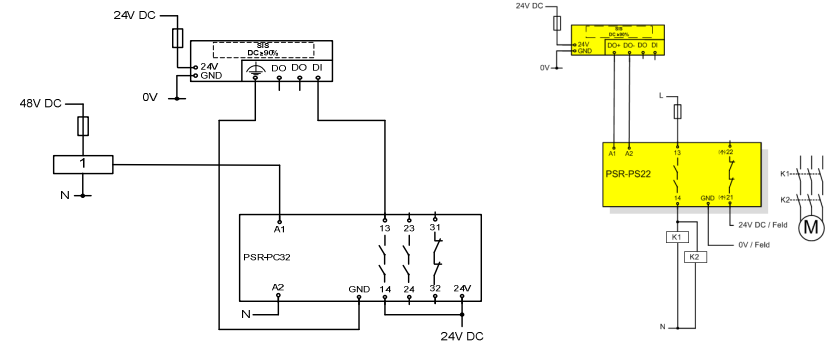 24V DC
SIS
DC≥90%
24V
GND
DO DO DI
0V
48V DC
1
N
A1
13 23 31
PSR-PC32
A2
GND 14 24 32 24V
N
24V DC
24V DC
SIS
DC≥90%
24V
GND
DO+ DO- DO DI
0V
L
A1 A2 13 22
PSR-PS22
14 GND 21
K1
K2
M
24V DC / Feld
K1
0V / Feld
K2
N